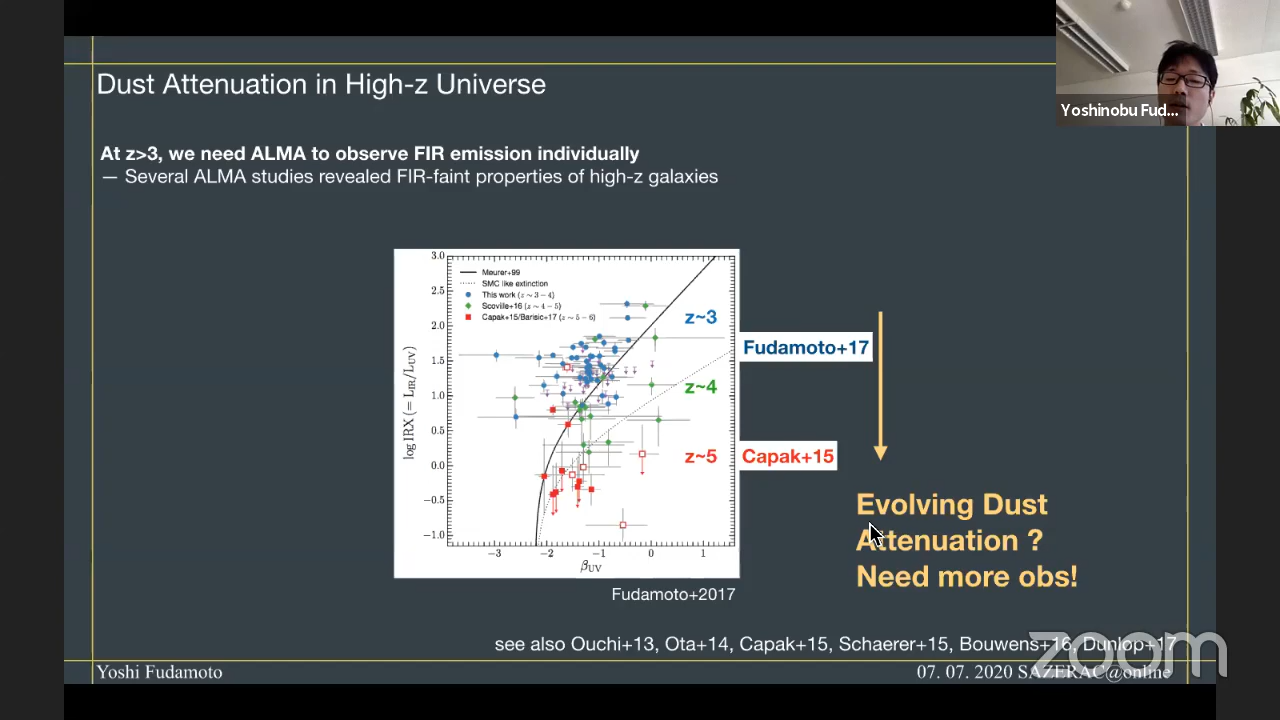 Dust Attenuation in High-z Universe
Yoshinobu Fud...
At z>3, we need ALMA to observe FIR emission individually
— Several ALMA studies revealed FIR-faint properties of high-z galaxies
Meurer+99
SMC like extinction
This work (z ∼ 3 − 4)
Scoville+16 (z ∼ 4 − 5)
Capak+15/Barisic+17 (z ∼ 5 − 6)
3.0
2.5
2.0
1.5
1.0
0.5
0.0
−0.5
−1.0
log IRX (= L_IR/L_UV)
−3 −2 −1 0 1
β_UV
z~3
z~4
z~5
Fudamoto+17
Capak+15
Evolving Dust
Attenuation ?
Need more obs!
Fudamoto+2017
see also Ouchi+13, Ota+14, Capak+15, Schaerer+15, Bouwens+16, Dunlop+17
zoom
Yoshi Fudamoto
07. 07. 2020 SAZERAC@online